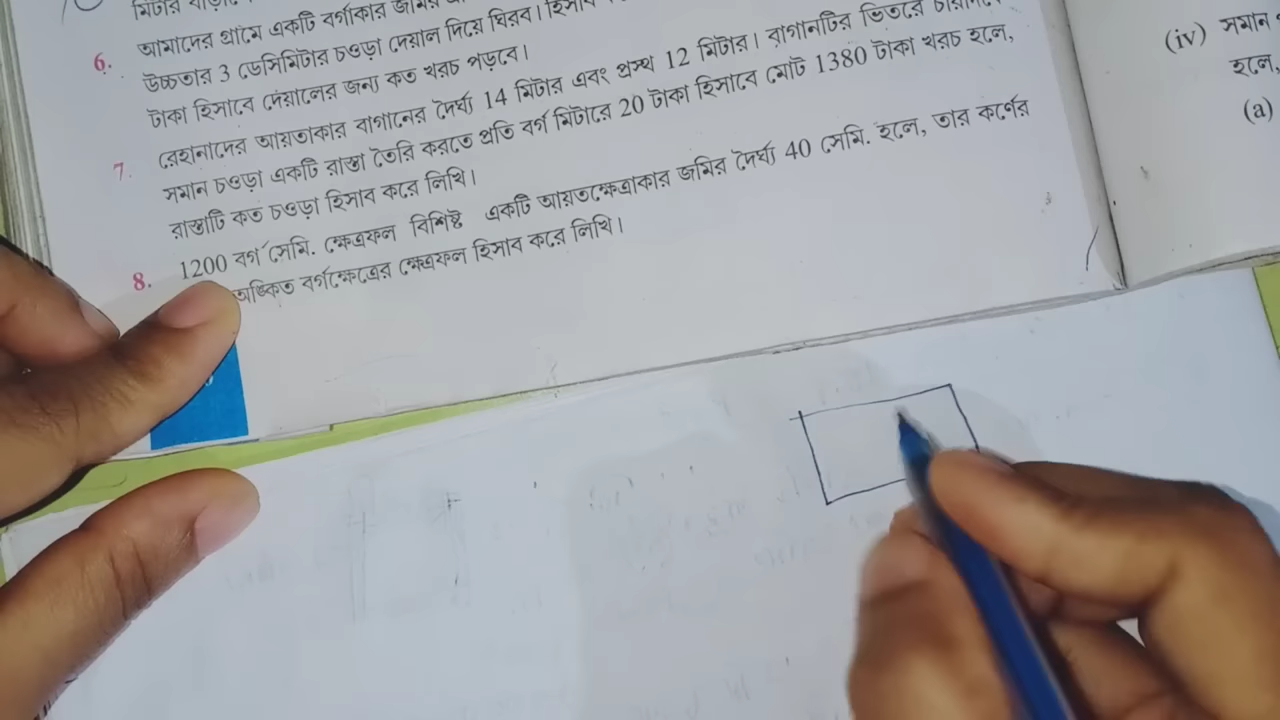 মিটার
6. আমাদের গ্রামে একটি বর্গাকার জমির
উচ্চতার 3 ডেসিমিটার চওড়া দেয়াল দিয়ে ঘিরব। হিসাব
টাকা হিসাবে দেয়ালের জন্য কত খরচ পড়বে।
7. রেহানাদের আয়তাকার বাগানের দৈর্ঘ্য 14 মিটার এবং প্রস্থ 12 মিটার। বাগানটির ভিতরে
সমান চওড়া একটি রাস্তা তৈরি করতে প্রতি বর্গ মিটারে 20 টাকা হিসাবে মোট 1380 টাকা খরচ হলে,
রাস্তাটি কত চওড়া হিসাব করে লিখি।
8. 1200 বর্গ সেমি. ক্ষেত্রফল বিশিষ্ট একটি আয়তক্ষেত্রাকার জমির দৈর্ঘ্য 40 সেমি. হলে, তার কর্ণের
অঙ্কিত বর্গক্ষেত্রের ক্ষেত্রফল হিসাব করে লিখি।
(iv) সমান
হলে,
(a)